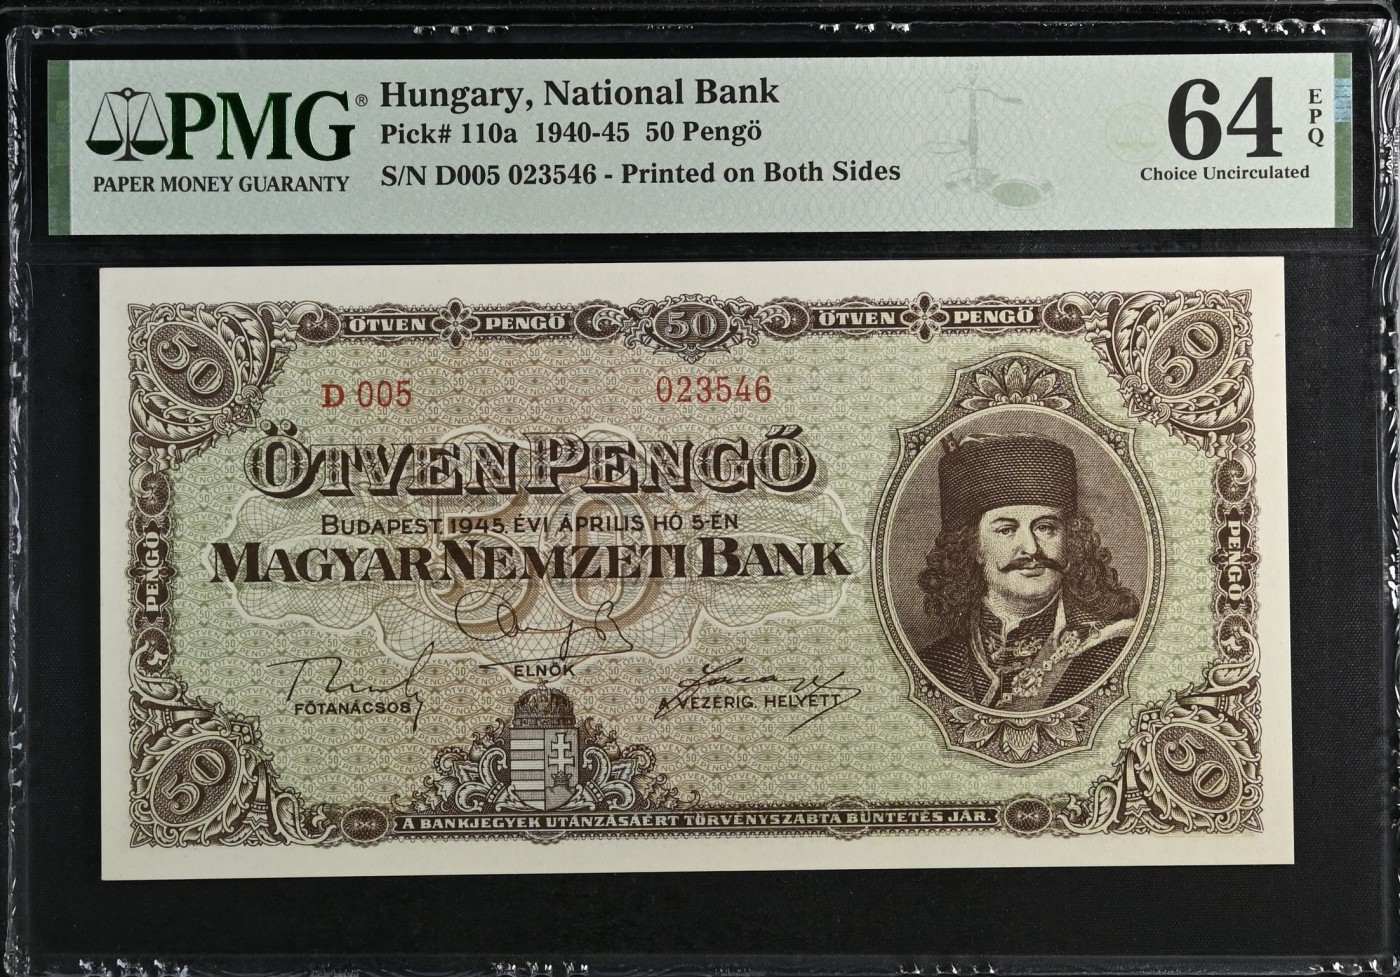 PMG®
PAPER MONEY GUARANTY
Hungary, National Bank
Pick# 110a 1940-45 50 Pengö
S/N D005 023546 - Printed on Both Sides
64
EPQ
Choice Uncirculated
50
ÖTVEN PENGŐ
50
ÖTVEN PENGŐ
50
D 005
023546
ÖTVEN PENGŐ
50
BUDAPEST 1945. ÉVI ÁPRILIS HÓ 5-ÉN
MAGYAR NEMZETI BANK
PENGŐ
PENGŐ
ELNÖK
FŐTANÁCSOS
A VEZÉRIG. HELYETT
50
50
A BANKJEGYEK UTÁNZÁSÁÉRT TÖRVÉNYSZABTA BÜNTETÉS JÁR.